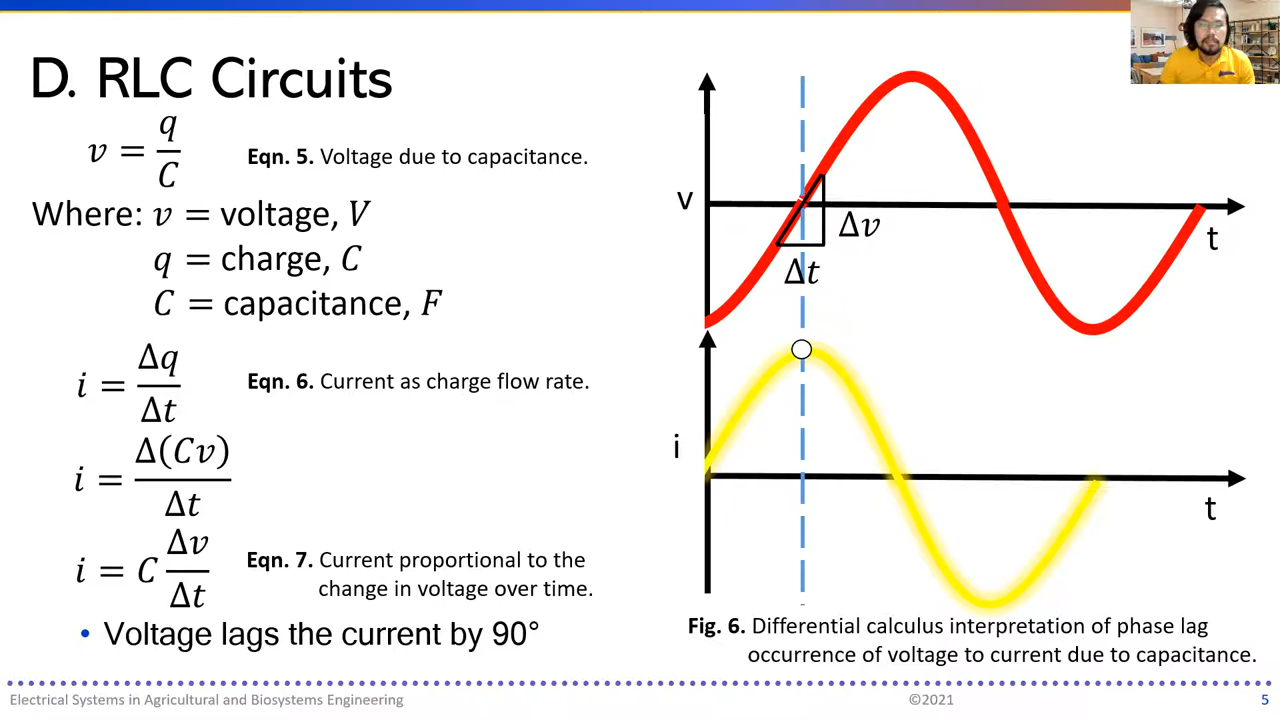 D. RLC Circuits
v = q/C
Eqn. 5. Voltage due to capacitance.
Where: v = voltage, V
q = charge, C
C = capacitance, F
i = Δq/Δt
Eqn. 6. Current as charge flow rate.
i = Δ(Cv)/Δt
i = C Δv/Δt
Eqn. 7. Current proportional to the
change in voltage over time.
• Voltage lags the current by 90°
v
Δv
Δt
t
i
t
Fig. 6. Differential calculus interpretation of phase lag
occurrence of voltage to current due to capacitance.
Electrical Systems in Agricultural and Biosystems Engineering
©2021
5